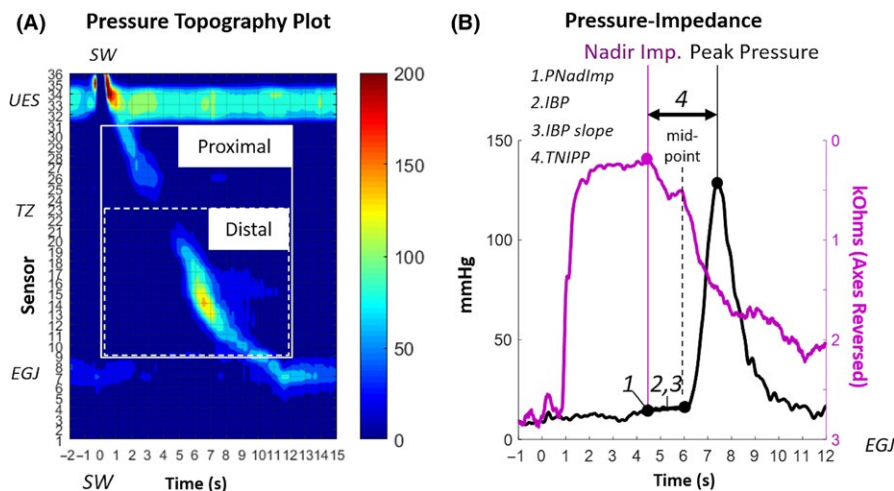 (A)
Pressure Topography Plot
SW
UES
TZ
EGJ
Sensor
36
35
34
33
32
31
30
29
28
27
26
25
24
23
22
21
20
19
18
17
16
15
14
13
12
11
10
9
8
7
6
5
4
3
2
1
Proximal
Distal
200
150
100
50
0
−2 −1 0 1 2 3 4 5 6 7 8 9 10 11 12 13 14 15
SW
Time (s)
(B)
Pressure-Impedance
Nadir Imp. Peak Pressure
1.PNadImp
2.IBP
3.IBP slope
4.TNIPP
4
mid-
point
150
100
50
0
mmHg
1
2,3
0
1
2
3
kOhms (Axes Reversed)
−1 0 1 2 3 4 5 6 7 8 9 10 11 12
Time (s)
EGJ